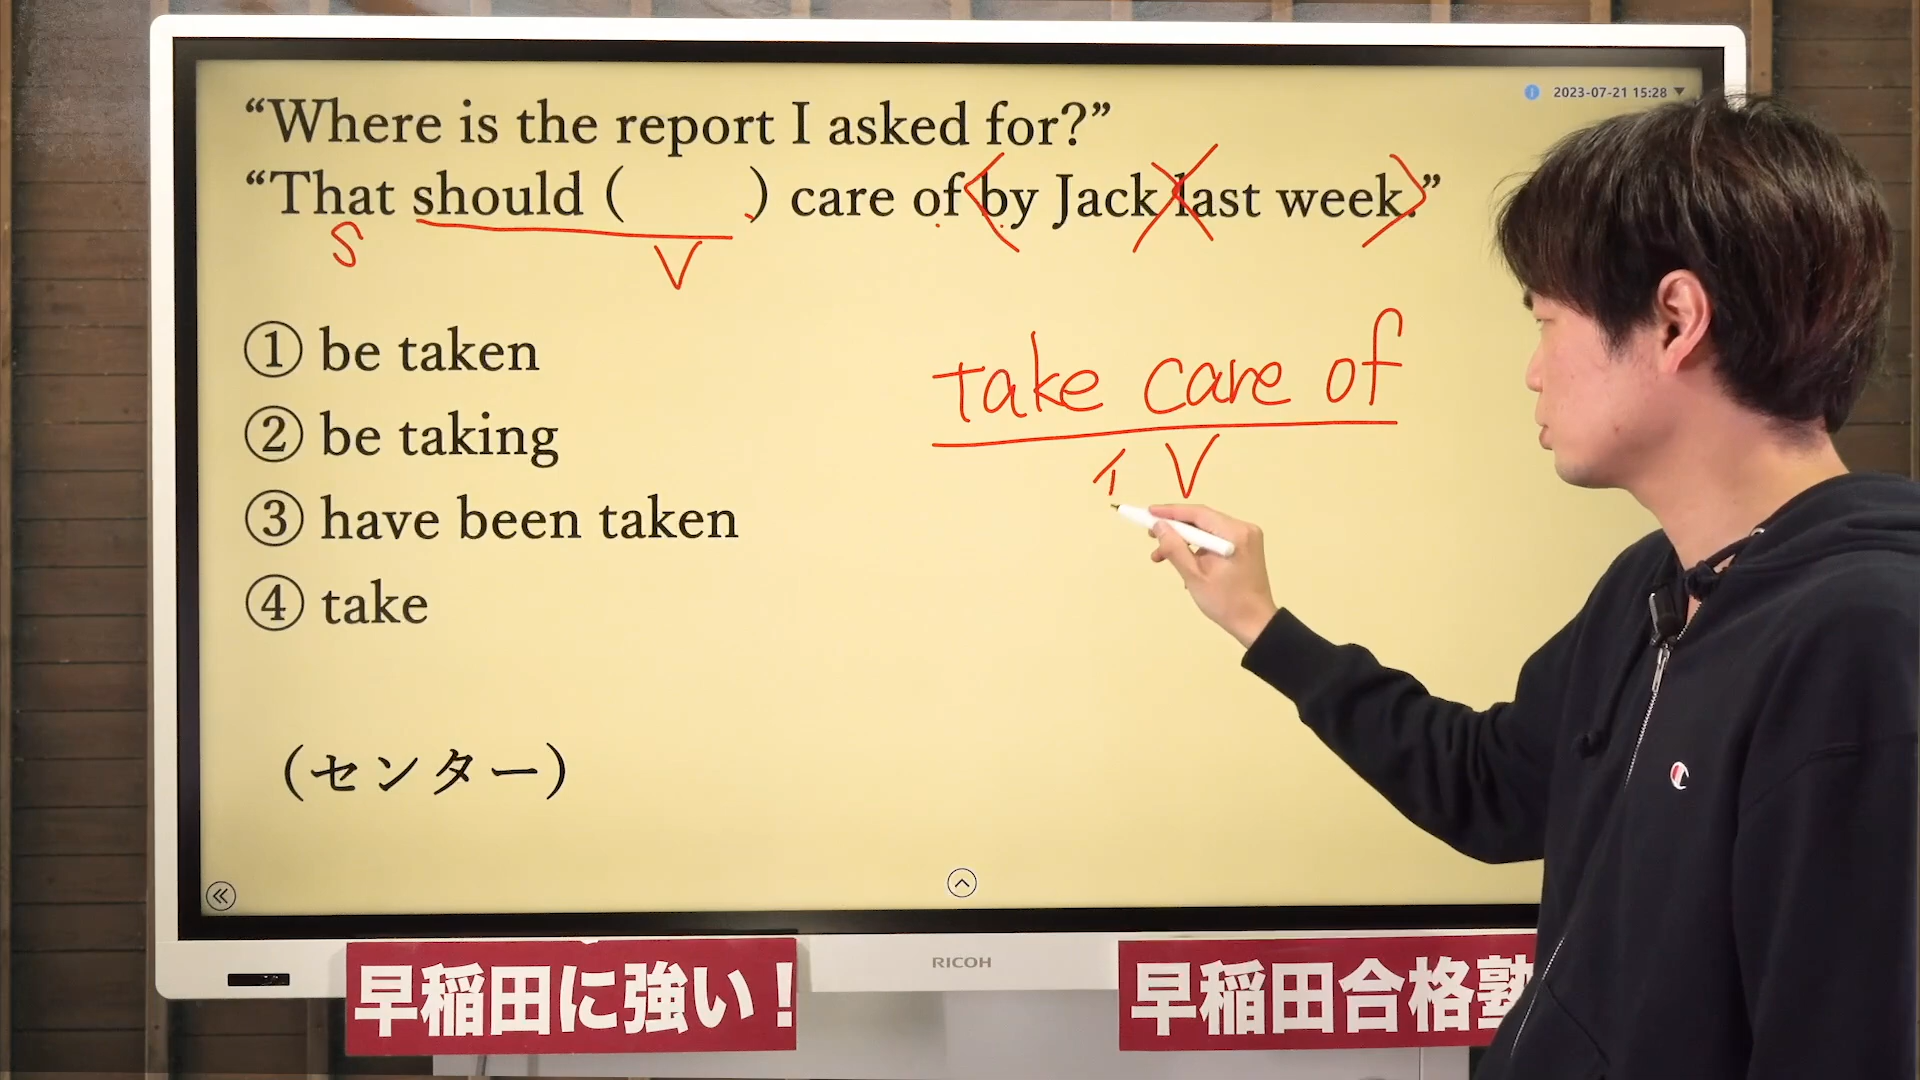 2023-07-21 15:28
“Where is the report I asked for?”
“That should ( ) care of by Jack last week.”
S
V
① be taken
② be taking
③ have been taken
④ take
take care of
V
(センター)
RICOH
早稲田に強い!
早稲田合格塾